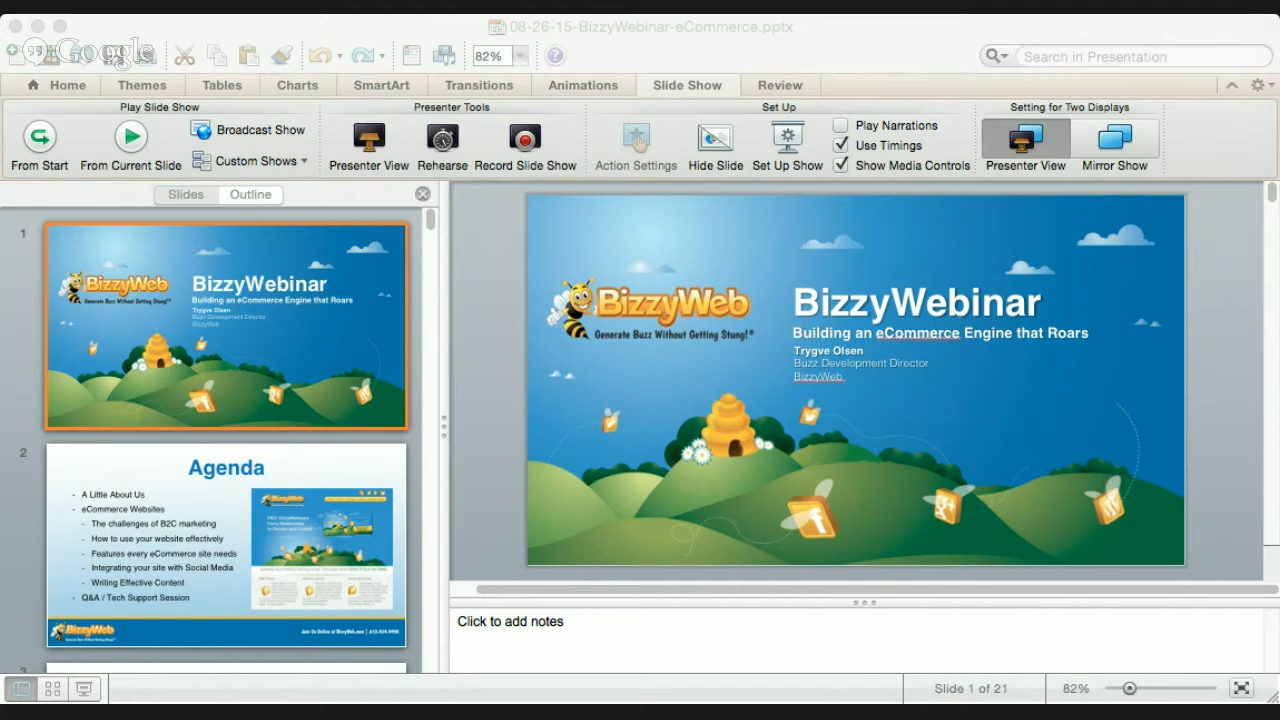 08-26-15-BizzyWebinar-eCommerce.pptx
Google
82%
Search in Presentation
Home
Themes
Tables
Charts
SmartArt
Transitions
Animations
Slide Show
Review
Play Slide Show
Presenter Tools
Set Up
Setting for Two Displays
From Start
From Current Slide
Broadcast Show
Custom Shows
Presenter View
Rehearse
Record Slide Show
Action Settings
Hide Slide
Set Up Show
Play Narrations
Use Timings
Show Media Controls
Presenter View
Mirror Show
Slides
Outline
1
BizzyWeb
Generate Buzz Without Getting Stung!
BizzyWebinar
Building an eCommerce Engine that Roars
Trygve Olsen
Buzz Development Director
BizzyWeb
2
Agenda
- A Little About Us
- eCommerce Websites
- The challenges of B2C marketing
- How to use your website effectively
- Features every eCommerce site needs
- Integrating your site with Social Media
- Writing Effective Content
- Q&A / Tech Support Session
BizzyWeb
Join Us Online at BizzyWeb.com | 612.424.9990
3
BizzyWeb
Generate Buzz Without Getting Stung!®
BizzyWebinar
Building an eCommerce Engine that Roars
Trygve Olsen
Buzz Development Director
BizzyWeb
f
g+
Click to add notes
Slide 1 of 21
82%